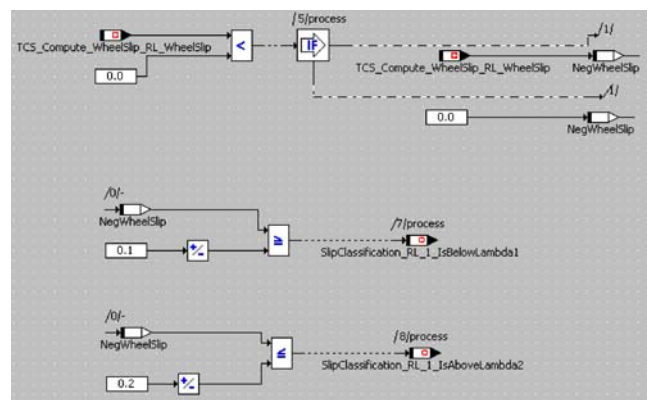 /5/process
/1/
TCS_Compute_WheelSlip_RL_WheelSlip
<
IF
TCS_Compute_WheelSlip_RL_WheelSlip
NegWheelSlip
0.0
/1/
0.0
NegWheelSlip
/0/-
NegWheelSlip
/7/process
0.1
+/-
≥
SlipClassification_RL_1_IsBelowLambda1
/0/-
NegWheelSlip
/8/process
≤
SlipClassification_RL_1_IsAboveLambda2
0.2
+/-